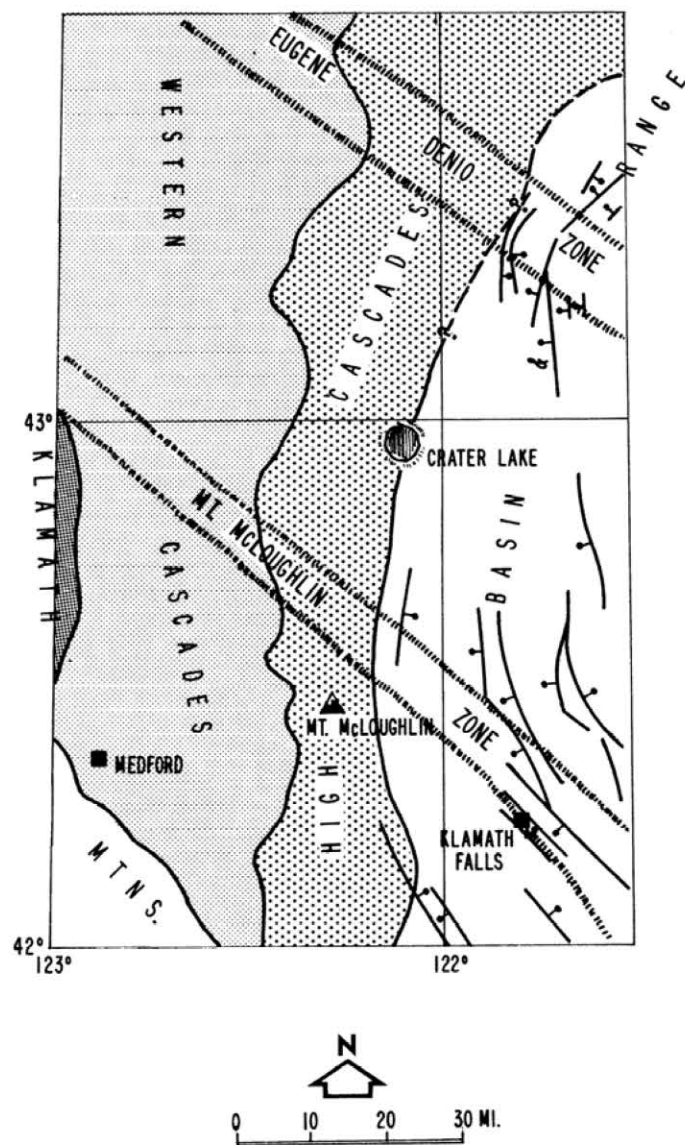 EUGENE
DENIO
ZONE
WESTERN
CASCADES
HIGH
CASCADES
BASIN
RANGE
43°
KLAMATH
MTNS.
CRATER LAKE
MT. MCLOUGHLIN
ZONE
MT. McLOUGHLIN
MEDFORD
KLAMATH
FALLS
42°
123°
122°
N
0 10 20 30 MI.